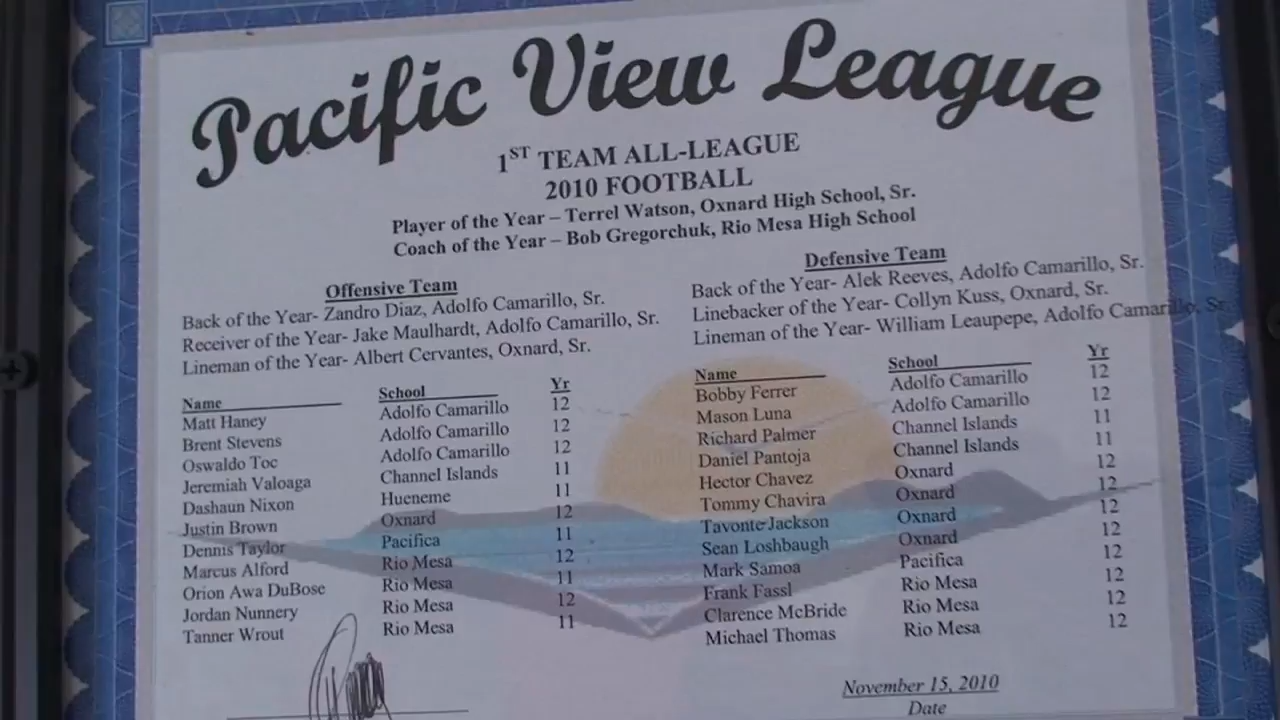 Pacific View League
1ST TEAM ALL-LEAGUE
2010 FOOTBALL
Player of the Year – Terrel Watson, Oxnard High School, Sr.
Coach of the Year – Bob Gregorchuk, Rio Mesa High School
Offensive Team
Back of the Year- Zandro Diaz, Adolfo Camarillo, Sr.
Receiver of the Year- Jake Maulhardt, Adolfo Camarillo, Sr.
Lineman of the Year- Albert Cervantes, Oxnard, Sr.
Name School Yr
Matt Haney Adolfo Camarillo 12
Brent Stevens Adolfo Camarillo 12
Oswaldo Toc Adolfo Camarillo 12
Jeremiah Valoaga Channel Islands 11
Dashaun Nixon Hueneme 11
Justin Brown Oxnard 12
Dennis Taylor Pacifica 11
Marcus Alford Rio Mesa 12
Orion Awa DuBose Rio Mesa 11
Jordan Nunnery Rio Mesa 12
Tanner Wrout Rio Mesa 11
Defensive Team
Back of the Year- Alek Reeves, Adolfo Camarillo, Sr.
Linebacker of the Year- Collyn Kuss, Oxnard, Sr.
Lineman of the Year- William Leaupepe, Adolfo Camarillo, Sr.
Name School Yr
Bobby Ferrer Adolfo Camarillo 12
Mason Luna Adolfo Camarillo 12
Richard Palmer Channel Islands 11
Daniel Pantoja Channel Islands 11
Hector Chavez Oxnard 12
Tommy Chavira Oxnard 12
Tavonte Jackson Oxnard 12
Sean Loshbaugh Oxnard 12
Mark Samoa Pacifica 12
Frank Fassl Rio Mesa 12
Clarence McBride Rio Mesa 12
Michael Thomas Rio Mesa 12
November 15, 2010
Date